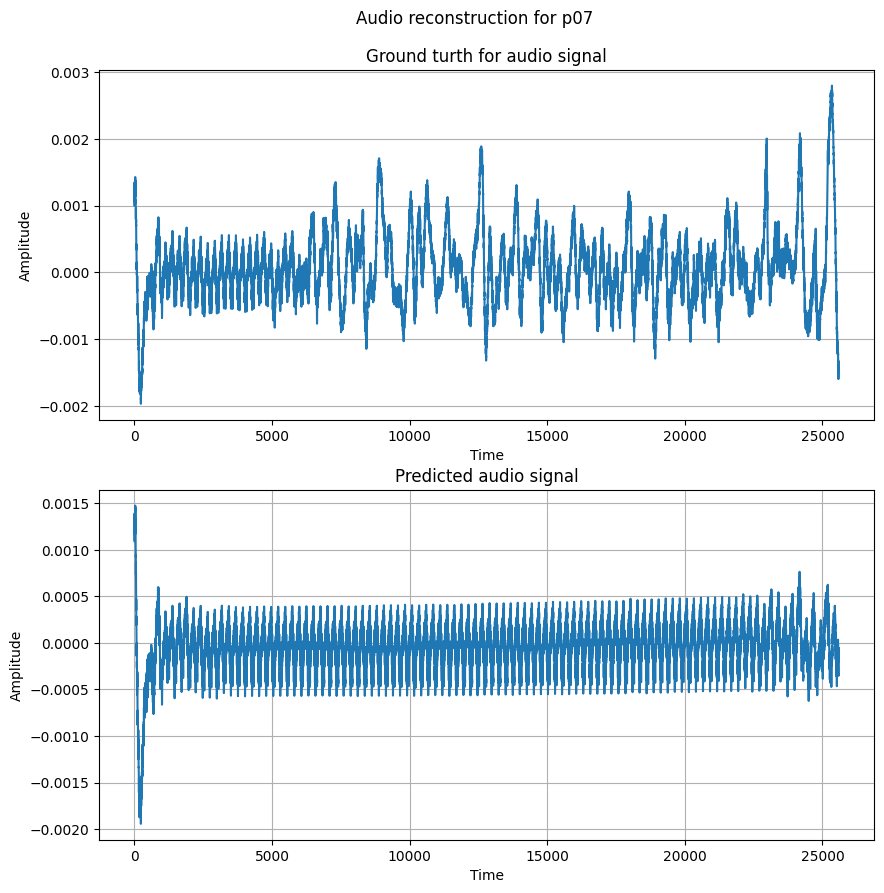 Audio reconstruction for p07
Ground turth for audio signal
0.003
0.002
0.001
0.000
−0.001
−0.002
Amplitude
0 5000 10000 15000 20000 25000
Time
Predicted audio signal
0.0015
0.0010
0.0005
0.0000
−0.0005
−0.0010
−0.0015
−0.0020
Amplitude
0 5000 10000 15000 20000 25000
Time